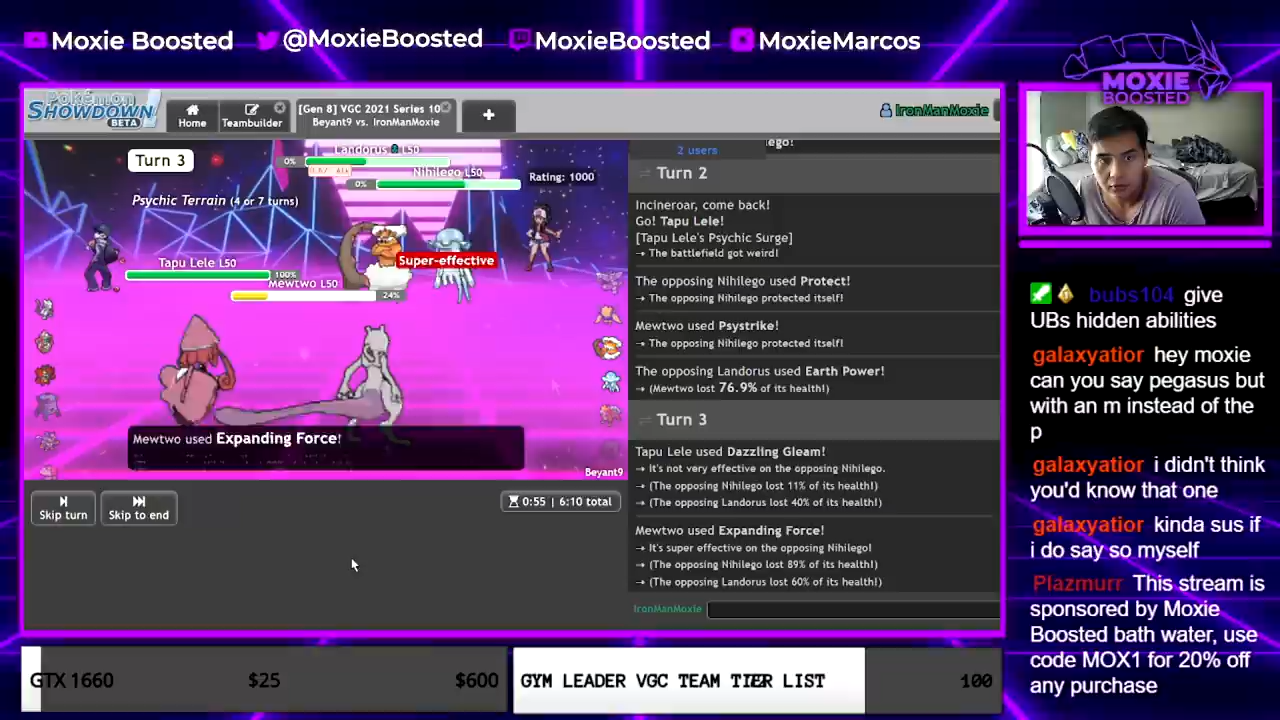 Moxie Boosted @MoxieBoosted MoxieBoosted MoxieMarcos
MOXIE
BOOSTED
Pokémon
SHOWDOWN!
BETA
Home
Teambuilder
[Gen 8] VGC 2021 Series 10
Beyant9 vs. IronManMoxie
IronManMoxie
Turn 3
Psychic Terrain (4 or 7 turns)
Landorus L50
0%
Nihilego L50
0%
Rating: 1000
Super-effective
Tapu Lele L50
100%
Mewtwo L50
24%
Mewtwo used Expanding Force!
Beyant9
Skip turn
Skip to end
0:55 | 6:10 total
2 users
Turn 2
Incineroar, come back!
Go! Tapu Lele!
[Tapu Lele's Psychic Surge]
→ The battlefield got weird!
The opposing Nihilego used Protect!
→ The opposing Nihilego protected itself!
Mewtwo used Psystrike!
→ The opposing Nihilego protected itself!
The opposing Landorus used Earth Power!
→ (Mewtwo lost 76.9% of its health!)
Turn 3
Tapu Lele used Dazzling Gleam!
→ It's not very effective on the opposing Nihilego.
→ (The opposing Nihilego lost 11% of its health!)
→ (The opposing Landorus lost 40% of its health!)
Mewtwo used Expanding Force!
→ It's super effective on the opposing Nihilego!
→ (The opposing Nihilego lost 89% of its health!)
→ (The opposing Landorus lost 60% of its health!)
IronManMoxie
bubs104 give
UBs hidden abilities
galaxyatior hey moxie
can you say pegasus but
with an m instead of the
p
galaxyatior i didn't think
you'd know that one
galaxyatior kinda sus if
i do say so myself
Plazmurr This stream is
sponsored by Moxie
Boosted bath water, use
code MOX1 for 20% off
any purchase
GTX 1660 $25 $600
GYM LEADER VGC TEAM TIER LIST 100